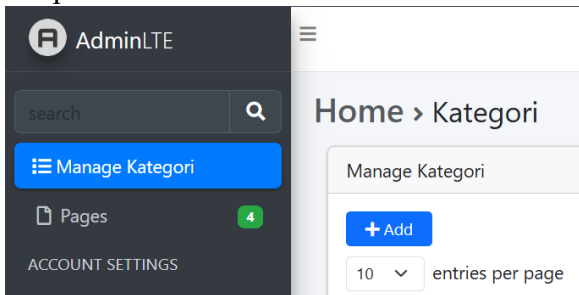 AdminLTE
search
Home › Kategori
Manage Kategori
Manage Kategori
Pages 4
+ Add
ACCOUNT SETTINGS
10 entries per page